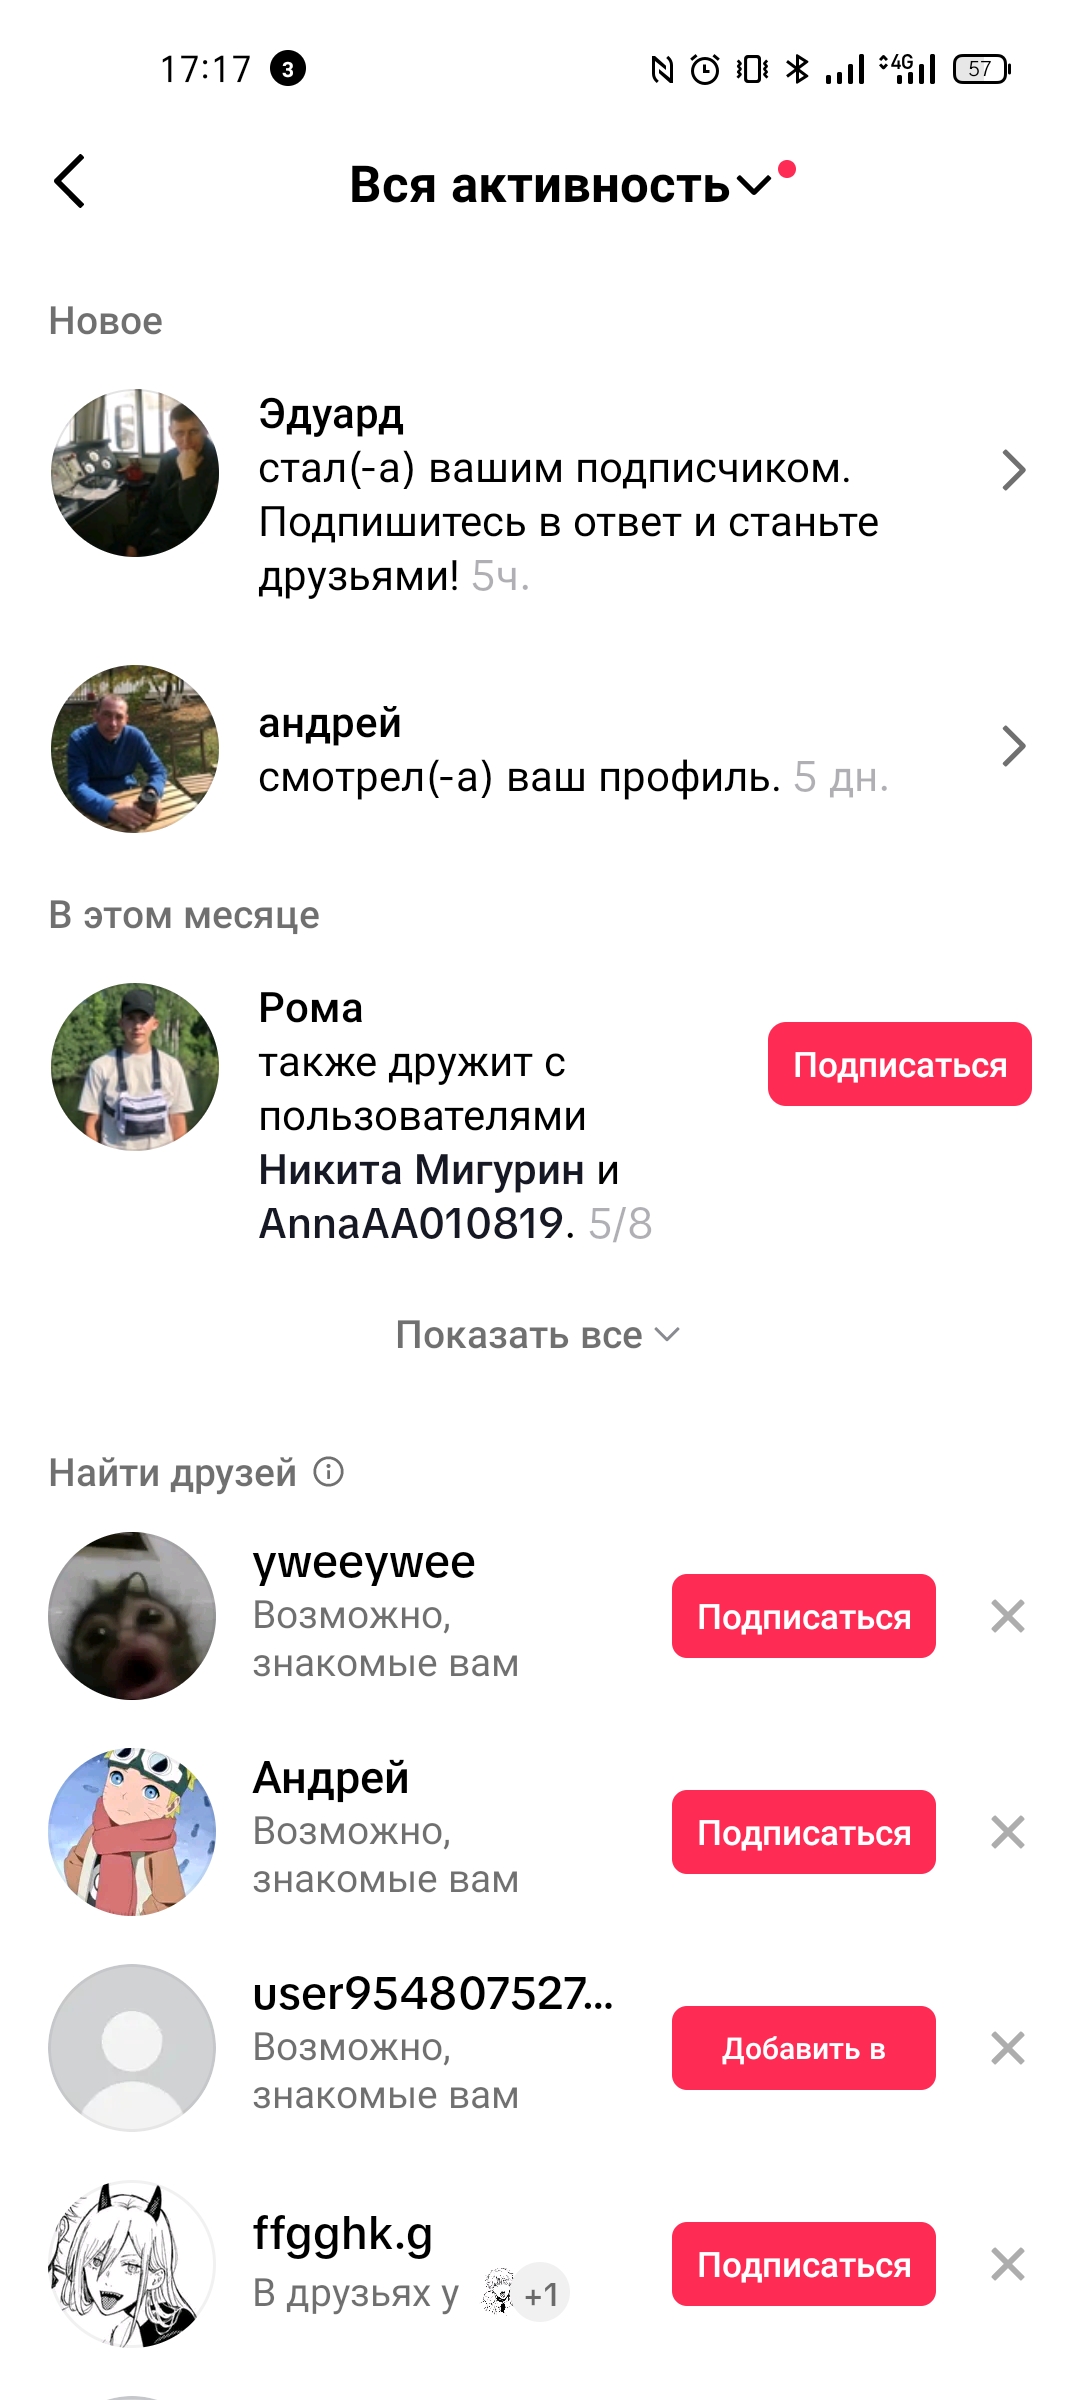 17:17 3 4G 57
Вся активность
Новое
Эдуард
стал(-а) вашим подписчиком.
Подпишитесь в ответ и станьте
друзьями! 5ч.
андрей
смотрел(-а) ваш профиль. 5 дн.
В этом месяце
Рома
также дружит с
пользователями
Никита Мигурин и
AnnaAA010819. 5/8
Подписаться
Показать все
Найти друзей
yweeywee
Возможно,
знакомые вам
Подписаться
Андрей
Возможно,
знакомые вам
Подписаться
user954807527...
Возможно,
знакомые вам
Добавить в
ffgghk.g
В друзьях у +1
Подписаться